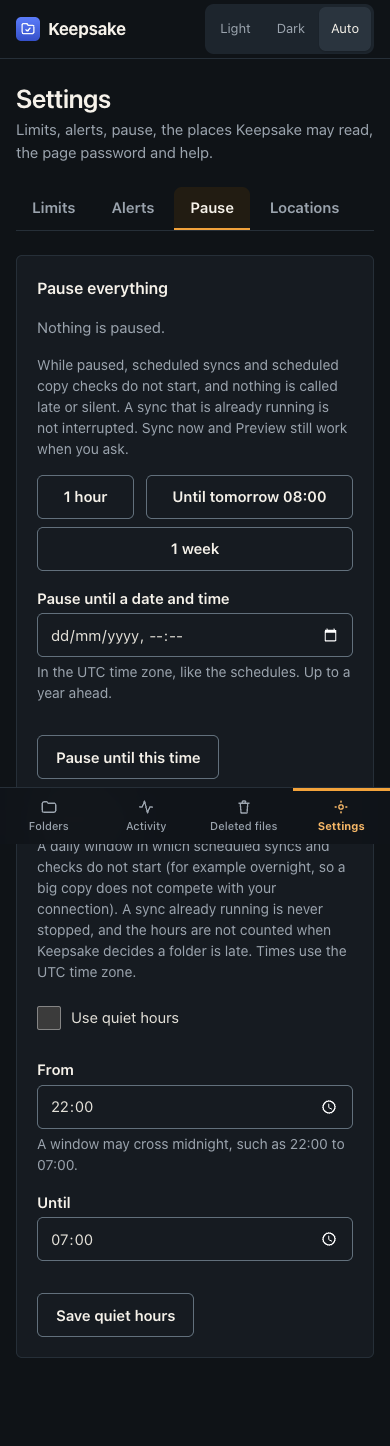 Keepsake
Light
Dark
Auto
Settings
Limits, alerts, pause, the places Keepsake may read,
the page password and help.
Limits
Alerts
Pause
Locations
Pause everything
Nothing is paused.
While paused, scheduled syncs and scheduled
copy checks do not start, and nothing is called
late or silent. A sync that is already running is
not interrupted. Sync now and Preview still work
when you ask.
1 hour
Until tomorrow 08:00
1 week
Pause until a date and time
dd/mm/yyyy, --:--
In the UTC time zone, like the schedules. Up to a
year ahead.
Pause until this time
Folders
Activity
Deleted files
Settings
A daily window in which scheduled syncs and
checks do not start (for example overnight, so a
big copy does not compete with your
connection). A sync already running is never
stopped, and the hours are not counted when
Keepsake decides a folder is late. Times use the
UTC time zone.
Use quiet hours
From
22:00
A window may cross midnight, such as 22:00 to
07:00.
Until
07:00
Save quiet hours